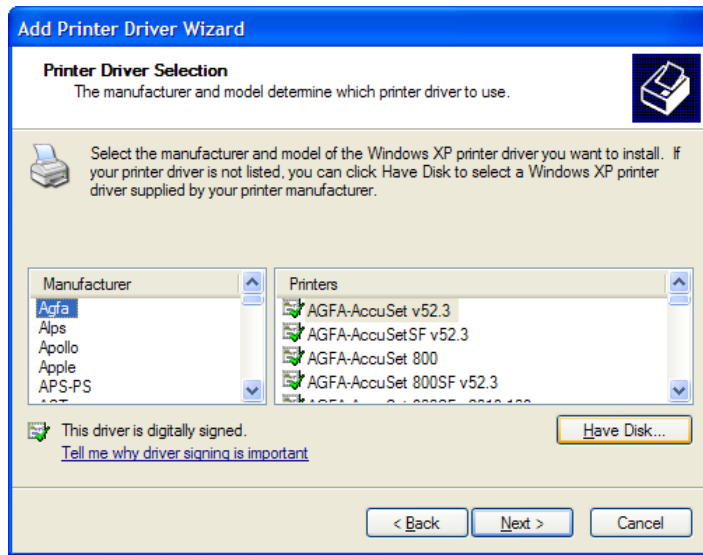 Add Printer Driver Wizard
Printer Driver Selection
The manufacturer and model determine which printer driver to use.
Select the manufacturer and model of the Windows XP printer driver you want to install. If
your printer driver is not listed, you can click Have Disk to select a Windows XP printer
driver supplied by your printer manufacturer.
Manufacturer
Agfa
Alps
Apollo
Apple
APS-PS
Printers
AGFA-AccuSet v52.3
AGFA-AccuSetSF v52.3
AGFA-AccuSet 800
AGFA-AccuSet 800SF v52.3
This driver is digitally signed.
Tell me why driver signing is important
Have Disk...
< Back
Next >
Cancel